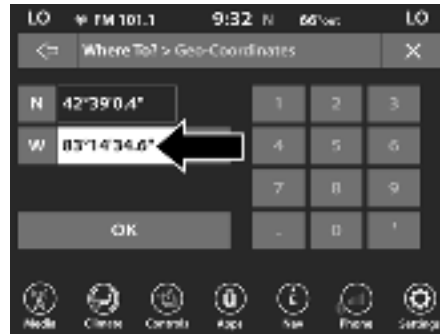 LO FM 101.1 9:32 N 66°out LO
Where To? > Geo-Coordinates X
N 42°39'0.4" 1 2 3
W 83°14'34.6" 4 5 6
7 8 9
OK . 0 '
Media Climate Controls Apps Nav Phone Settings